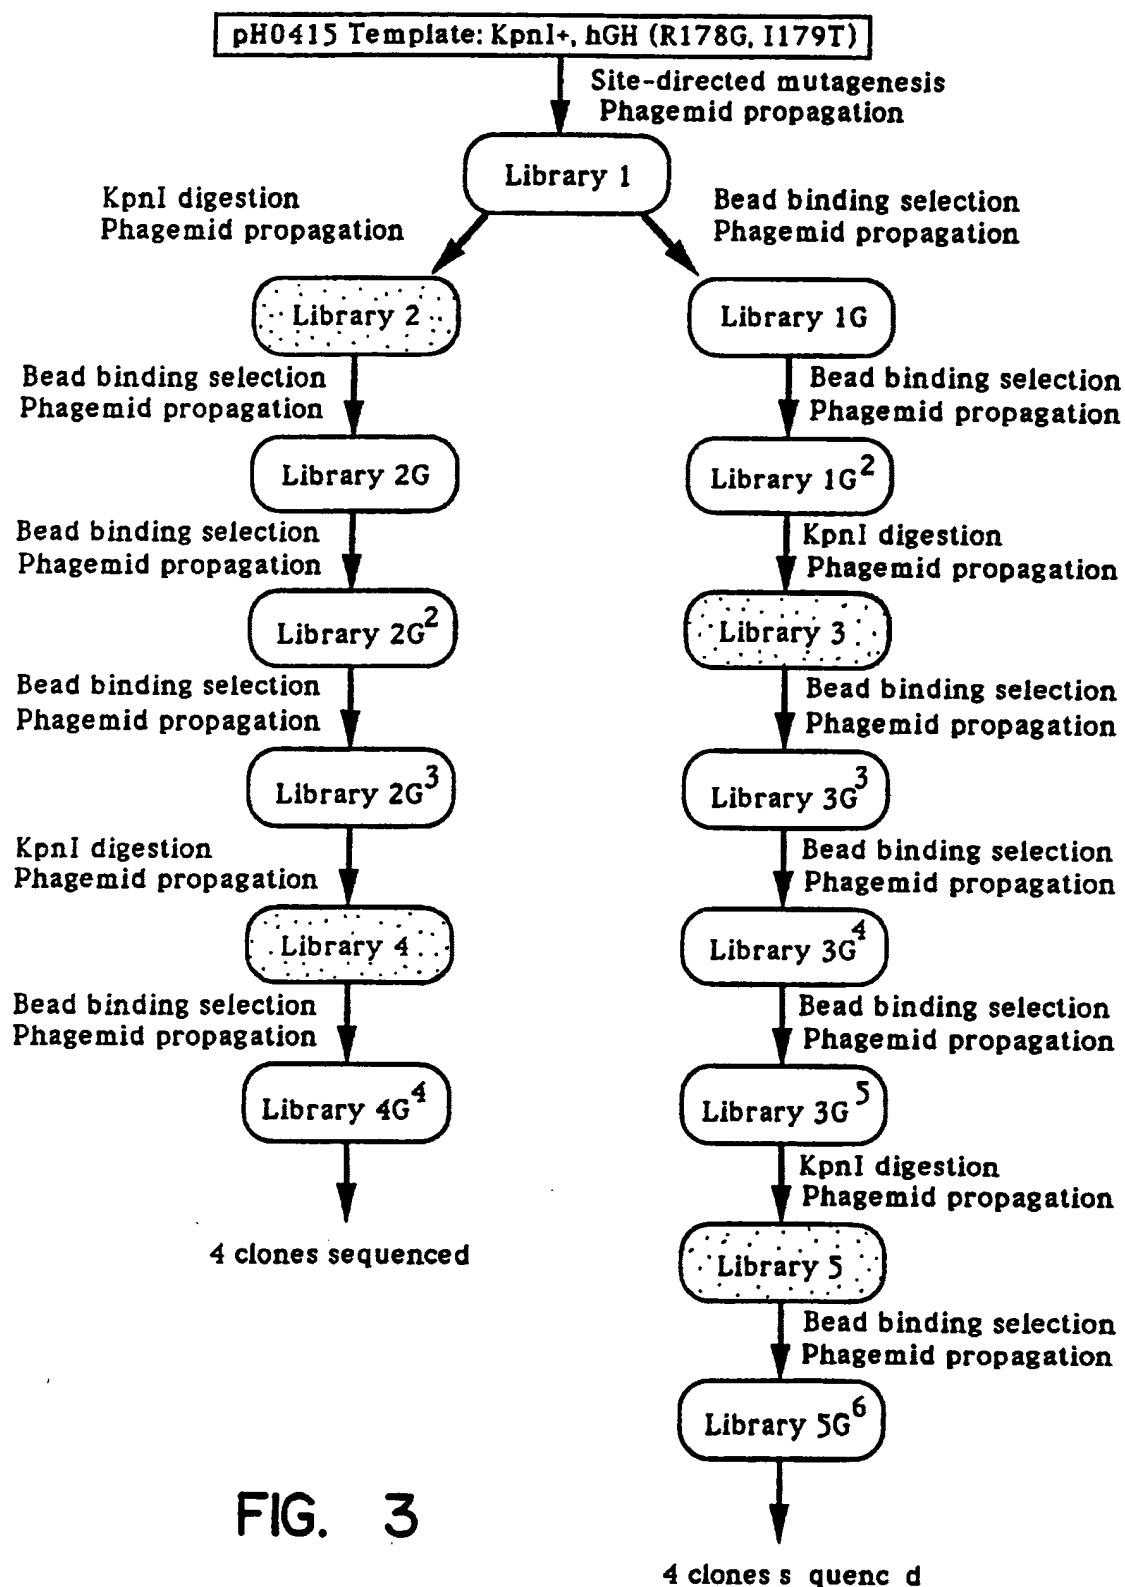 pH0415 Template: KpnI+, hGH (R178G, I179T)
Site-directed mutagenesis
Phagemid propagation
Library 1
KpnI digestion
Phagemid propagation
Bead binding selection
Phagemid propagation
Library 2
Library 1G
Bead binding selection
Phagemid propagation
Bead binding selection
Phagemid propagation
Library 2G
Library 1G²
Bead binding selection
Phagemid propagation
KpnI digestion
Phagemid propagation
Library 2G²
Library 3
Bead binding selection
Phagemid propagation
Bead binding selection
Phagemid propagation
Library 2G³
Library 3G³
KpnI digestion
Phagemid propagation
Bead binding selection
Phagemid propagation
Library 4
Library 3G⁴
Bead binding selection
Phagemid propagation
Bead binding selection
Phagemid propagation
Library 4G⁴
Library 3G⁵
KpnI digestion
Phagemid propagation
4 clones sequenced
Library 5
Bead binding selection
Phagemid propagation
Library 5G⁶
FIG. 3
4 clones s quenc d